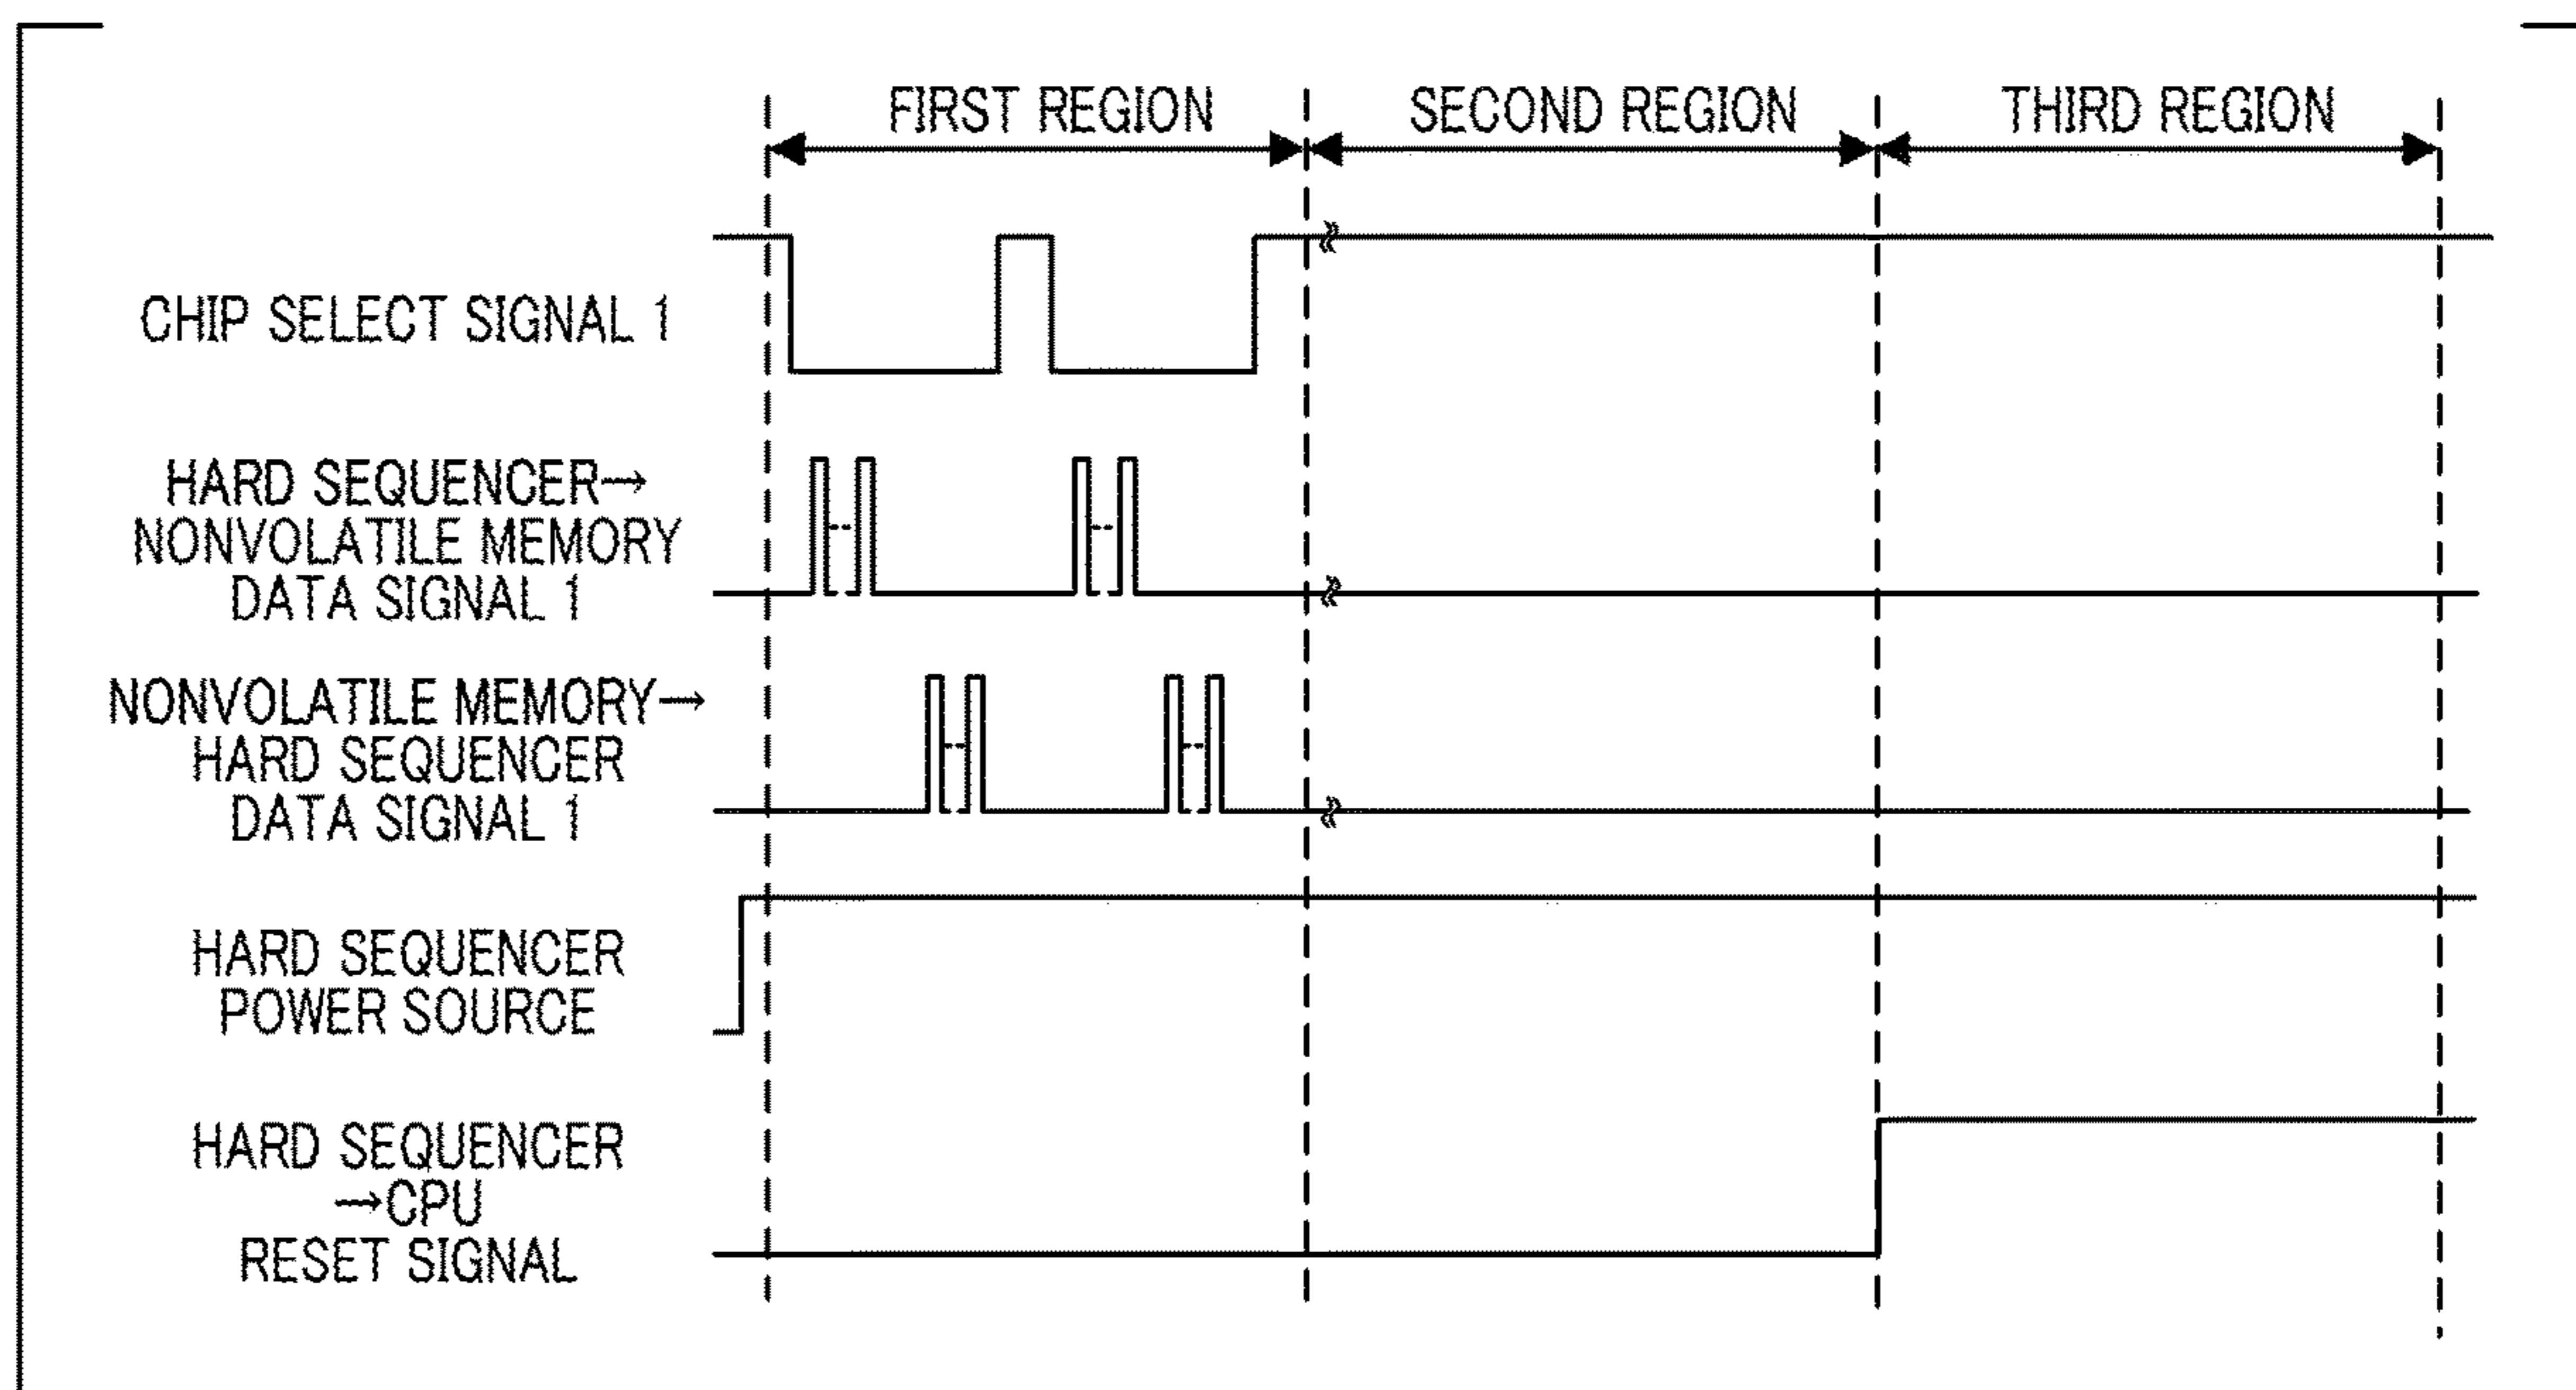 FIRST REGION
SECOND REGION
THIRD REGION
CHIP SELECT SIGNAL 1
HARD SEQUENCER→
NONVOLATILE MEMORY
DATA SIGNAL 1
NONVOLATILE MEMORY→
HARD SEQUENCER
DATA SIGNAL 1
HARD SEQUENCER
POWER SOURCE
HARD SEQUENCER
→CPU
RESET SIGNAL